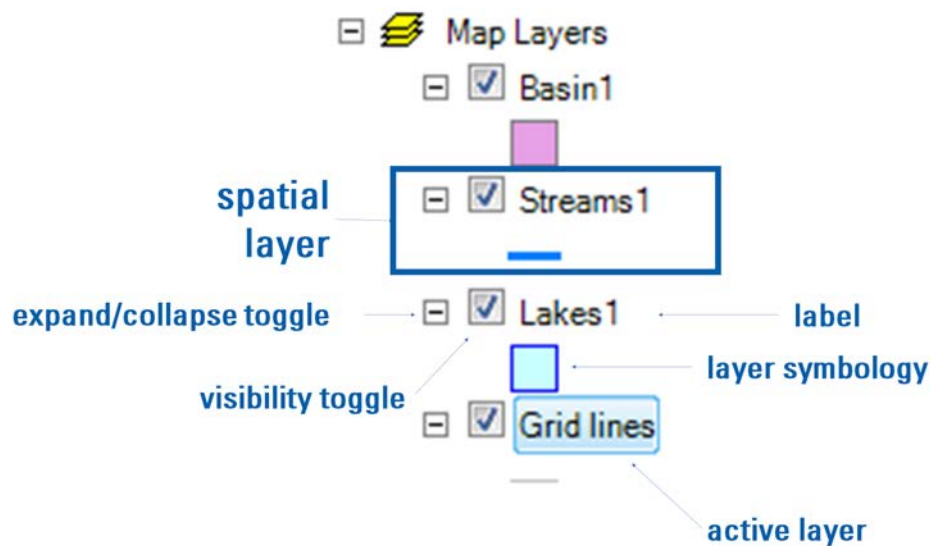 Map Layers
Basin1
spatial
layer
Streams1
expand/collapse toggle
Lakes1
label
visibility toggle
layer symbology
Grid lines
active layer